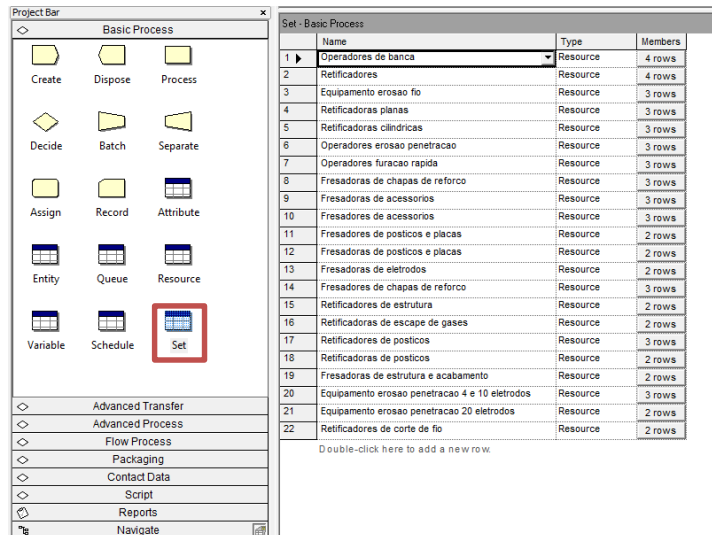 Project Bar x
Basic Process
Create Dispose Process
Decide Batch Separate
Assign Record Attribute
Entity Queue Resource
Variable Schedule Set
Advanced Transfer
Advanced Process
Flow Process
Packaging
Contact Data
Script
Reports
Navigate
Set - Basic Process
Name Type Members
1 Operadores de banca Resource 4 rows
2 Retificadores Resource 4 rows
3 Equipamento erosao fio Resource 3 rows
4 Retificadoras planas Resource 3 rows
5 Retificadoras cilindricas Resource 3 rows
6 Operadores erosao penetracao Resource 3 rows
7 Operadores furacao rapida Resource 3 rows
8 Fresadoras de chapas de reforco Resource 3 rows
9 Fresadoras de acessorios Resource 3 rows
10 Fresadores de acessorios Resource 3 rows
11 Fresadores de posticos e placas Resource 2 rows
12 Fresadoras de posticos e placas Resource 2 rows
13 Fresadoras de eletrodos Resource 2 rows
14 Fresadores de chapas de reforco Resource 3 rows
15 Retificadores de estrutura Resource 2 rows
16 Retificadoras de escape de gases Resource 2 rows
17 Retificadores de posticos Resource 3 rows
18 Retificadoras de posticos Resource 2 rows
19 Fresadoras de estrutura e acabamento Resource 2 rows
20 Equipamento erosao penetracao 4 e 10 eletrodos Resource 3 rows
21 Equipamento erosao penetracao 20 eletrodos Resource 2 rows
22 Retificadores de corte de fio Resource 2 rows
Double-click here to add a new row.